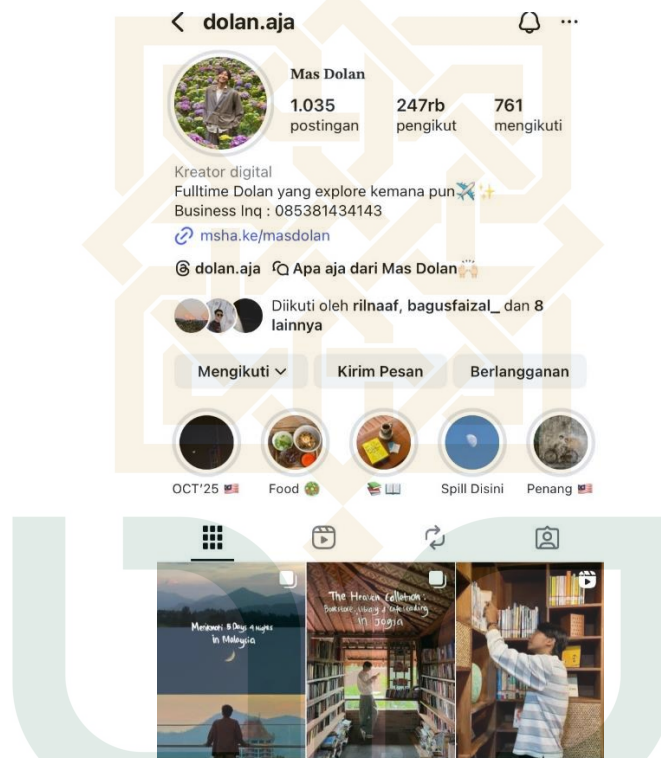 dolan.aja
Mas Dolan
1.035 247rb 761
postingan pengikut mengikuti
Kreator digital
Fulltime Dolan yang explore kemana pun✈️✨
Business Inq : 085381434143
msha.ke/masdolan
dolan.aja Apa aja dari Mas Dolan🙌🏻
Diikuti oleh rilnaaf, bagusfaizal_ dan 8
lainnya
Mengikuti Kirim Pesan Berlangganan
OCT'25 🇲🇾 Food 🍪 📚📖 Spill Disini Penang 🇲🇾
Menikmati 5 Days 4 Nights
in Malaysia
The Heaven Colletion :
Bookstore, Library & Cafe Reading
in Jogja